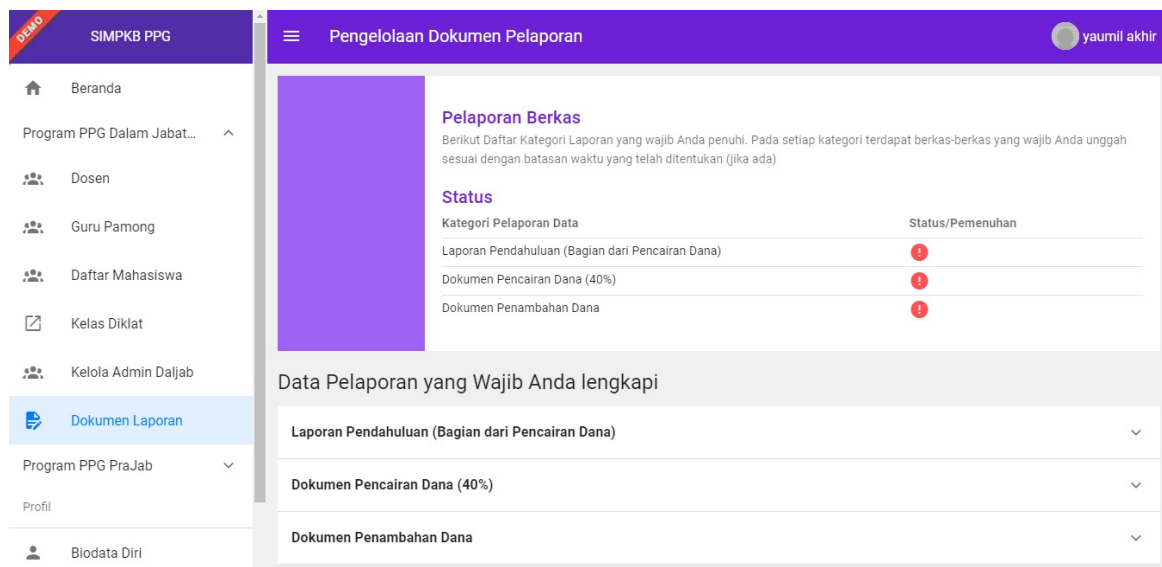 DEMO
SIMPKB PPG
Pengelolaan Dokumen Pelaporan
yaumil akhir
Beranda
Program PPG Dalam Jabat...
Dosen
Guru Pamong
Daftar Mahasiswa
Kelas Diklat
Kelola Admin Daljab
Dokumen Laporan
Program PPG PraJab
Profil
Biodata Diri
Pelaporan Berkas
Berikut Daftar Kategori Laporan yang wajib Anda penuhi. Pada setiap kategori terdapat berkas-berkas yang wajib Anda unggah
sesuai dengan batasan waktu yang telah ditentukan (jika ada)
Status
Kategori Pelaporan Data Status/Pemenuhan
Laporan Pendahuluan (Bagian dari Pencairan Dana)
Dokumen Pencairan Dana (40%)
Dokumen Penambahan Dana
Data Pelaporan yang Wajib Anda lengkapi
Laporan Pendahuluan (Bagian dari Pencairan Dana)
Dokumen Pencairan Dana (40%)
Dokumen Penambahan Dana